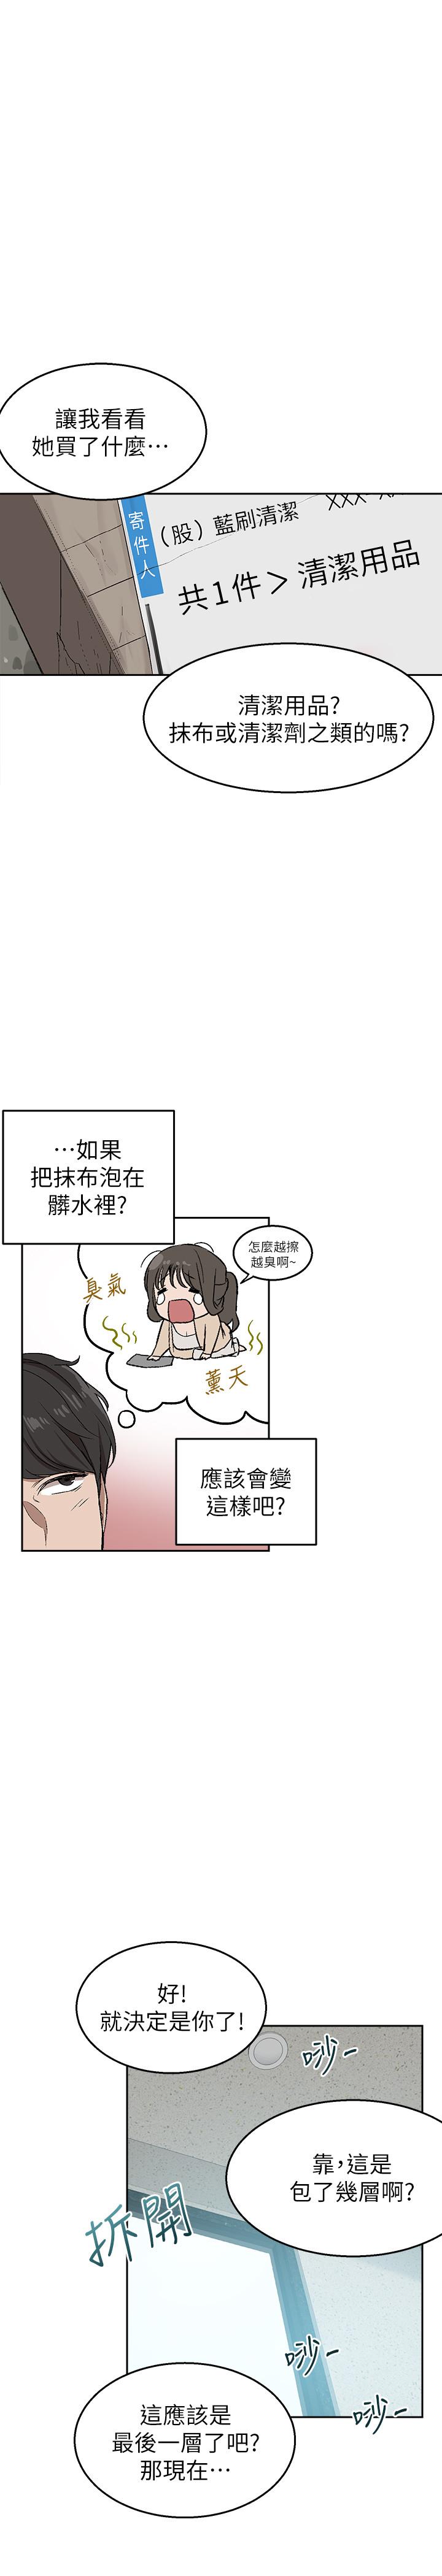 讓我看看
她買了什麼…
寄件人
(股)藍刷清潔
共1件>清潔用品
清潔用品?
抹布或清潔劑之類的嗎?
…如果
把抹布泡在
髒水裡?
怎麼越擦
越臭啊~
臭氣
薰天
應該會變
這樣吧?
好!
就決定是你了!
唦-
靠,這是
包了幾層啊?
拆開
唦-
唦-
這應該是
最後一層了吧?
那現在…